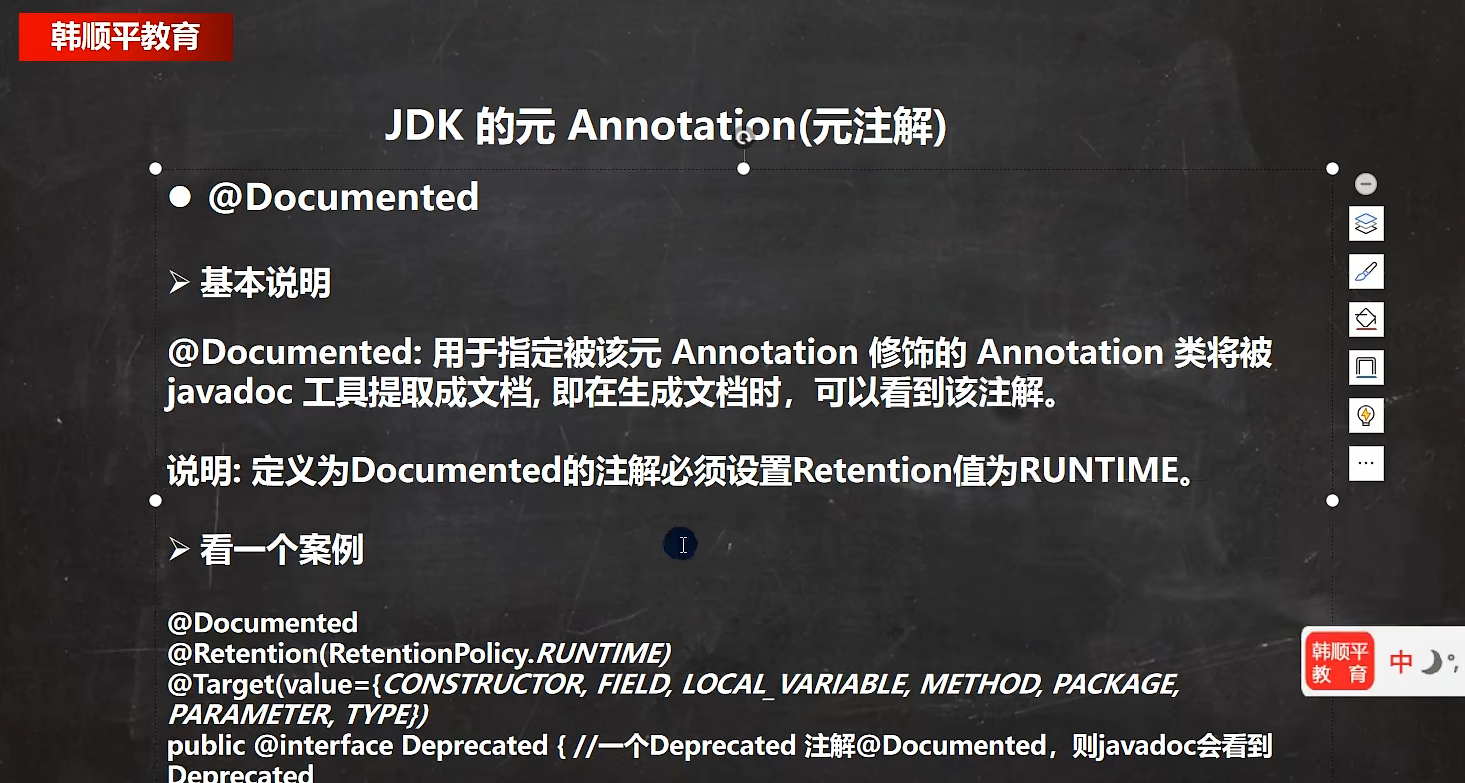 韩顺平教育
JDK 的元 Annotation(元注解)
● @Documented
➢ 基本说明
@Documented: 用于指定被该元 Annotation 修饰的 Annotation 类将被
javadoc 工具提取成文档, 即在生成文档时，可以看到该注解。
说明: 定义为Documented的注解必须设置Retention值为RUNTIME。
➢ 看一个案例
@Documented
@Retention(RetentionPolicy.RUNTIME)
@Target(value={CONSTRUCTOR, FIELD, LOCAL_VARIABLE, METHOD, PACKAGE,
PARAMETER, TYPE})
public @interface Deprecated { //一个Deprecated 注解@Documented，则javadoc会看到
Deprecated
韩顺平
教 育
中